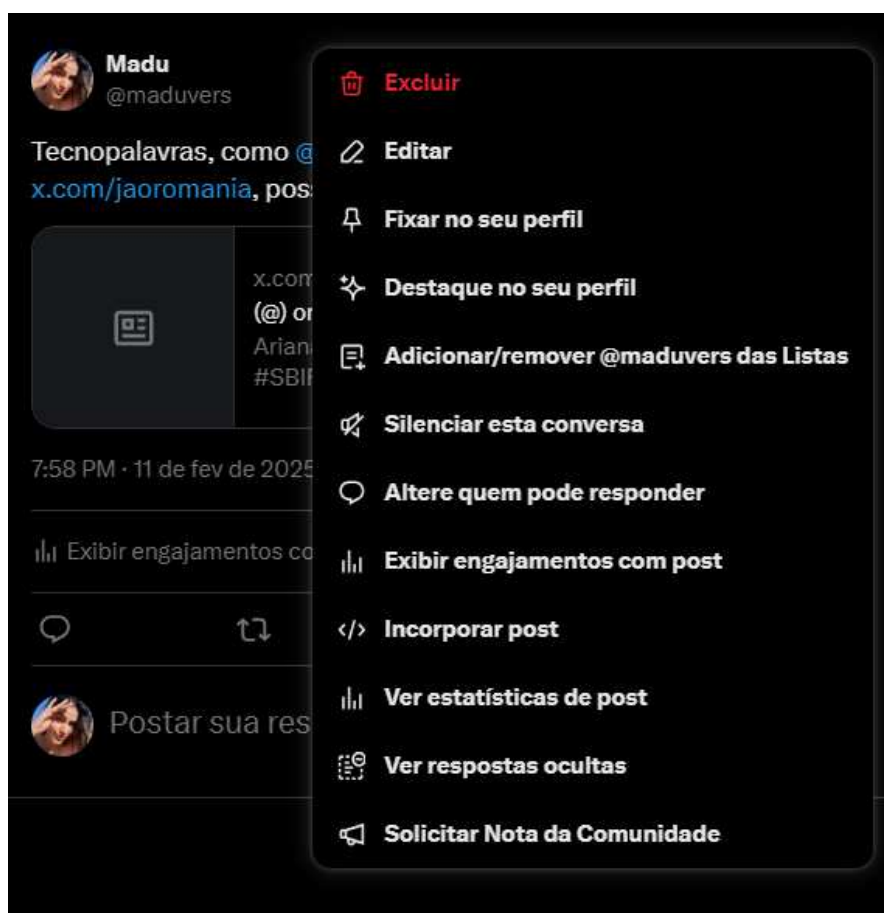 Madu
@maduvers
Tecnopalavras, como @
x.com/jaoromania, pos
x.com
(@) or
Arian
#SBIF
7:58 PM · 11 de fev de 2025
Exibir engajamentos co
Postar sua res
Excluir
Editar
Fixar no seu perfil
Destaque no seu perfil
Adicionar/remover @maduvers das Listas
Silenciar esta conversa
Altere quem pode responder
Exibir engajamentos com post
Incorporar post
Ver estatísticas de post
Ver respostas ocultas
Solicitar Nota da Comunidade